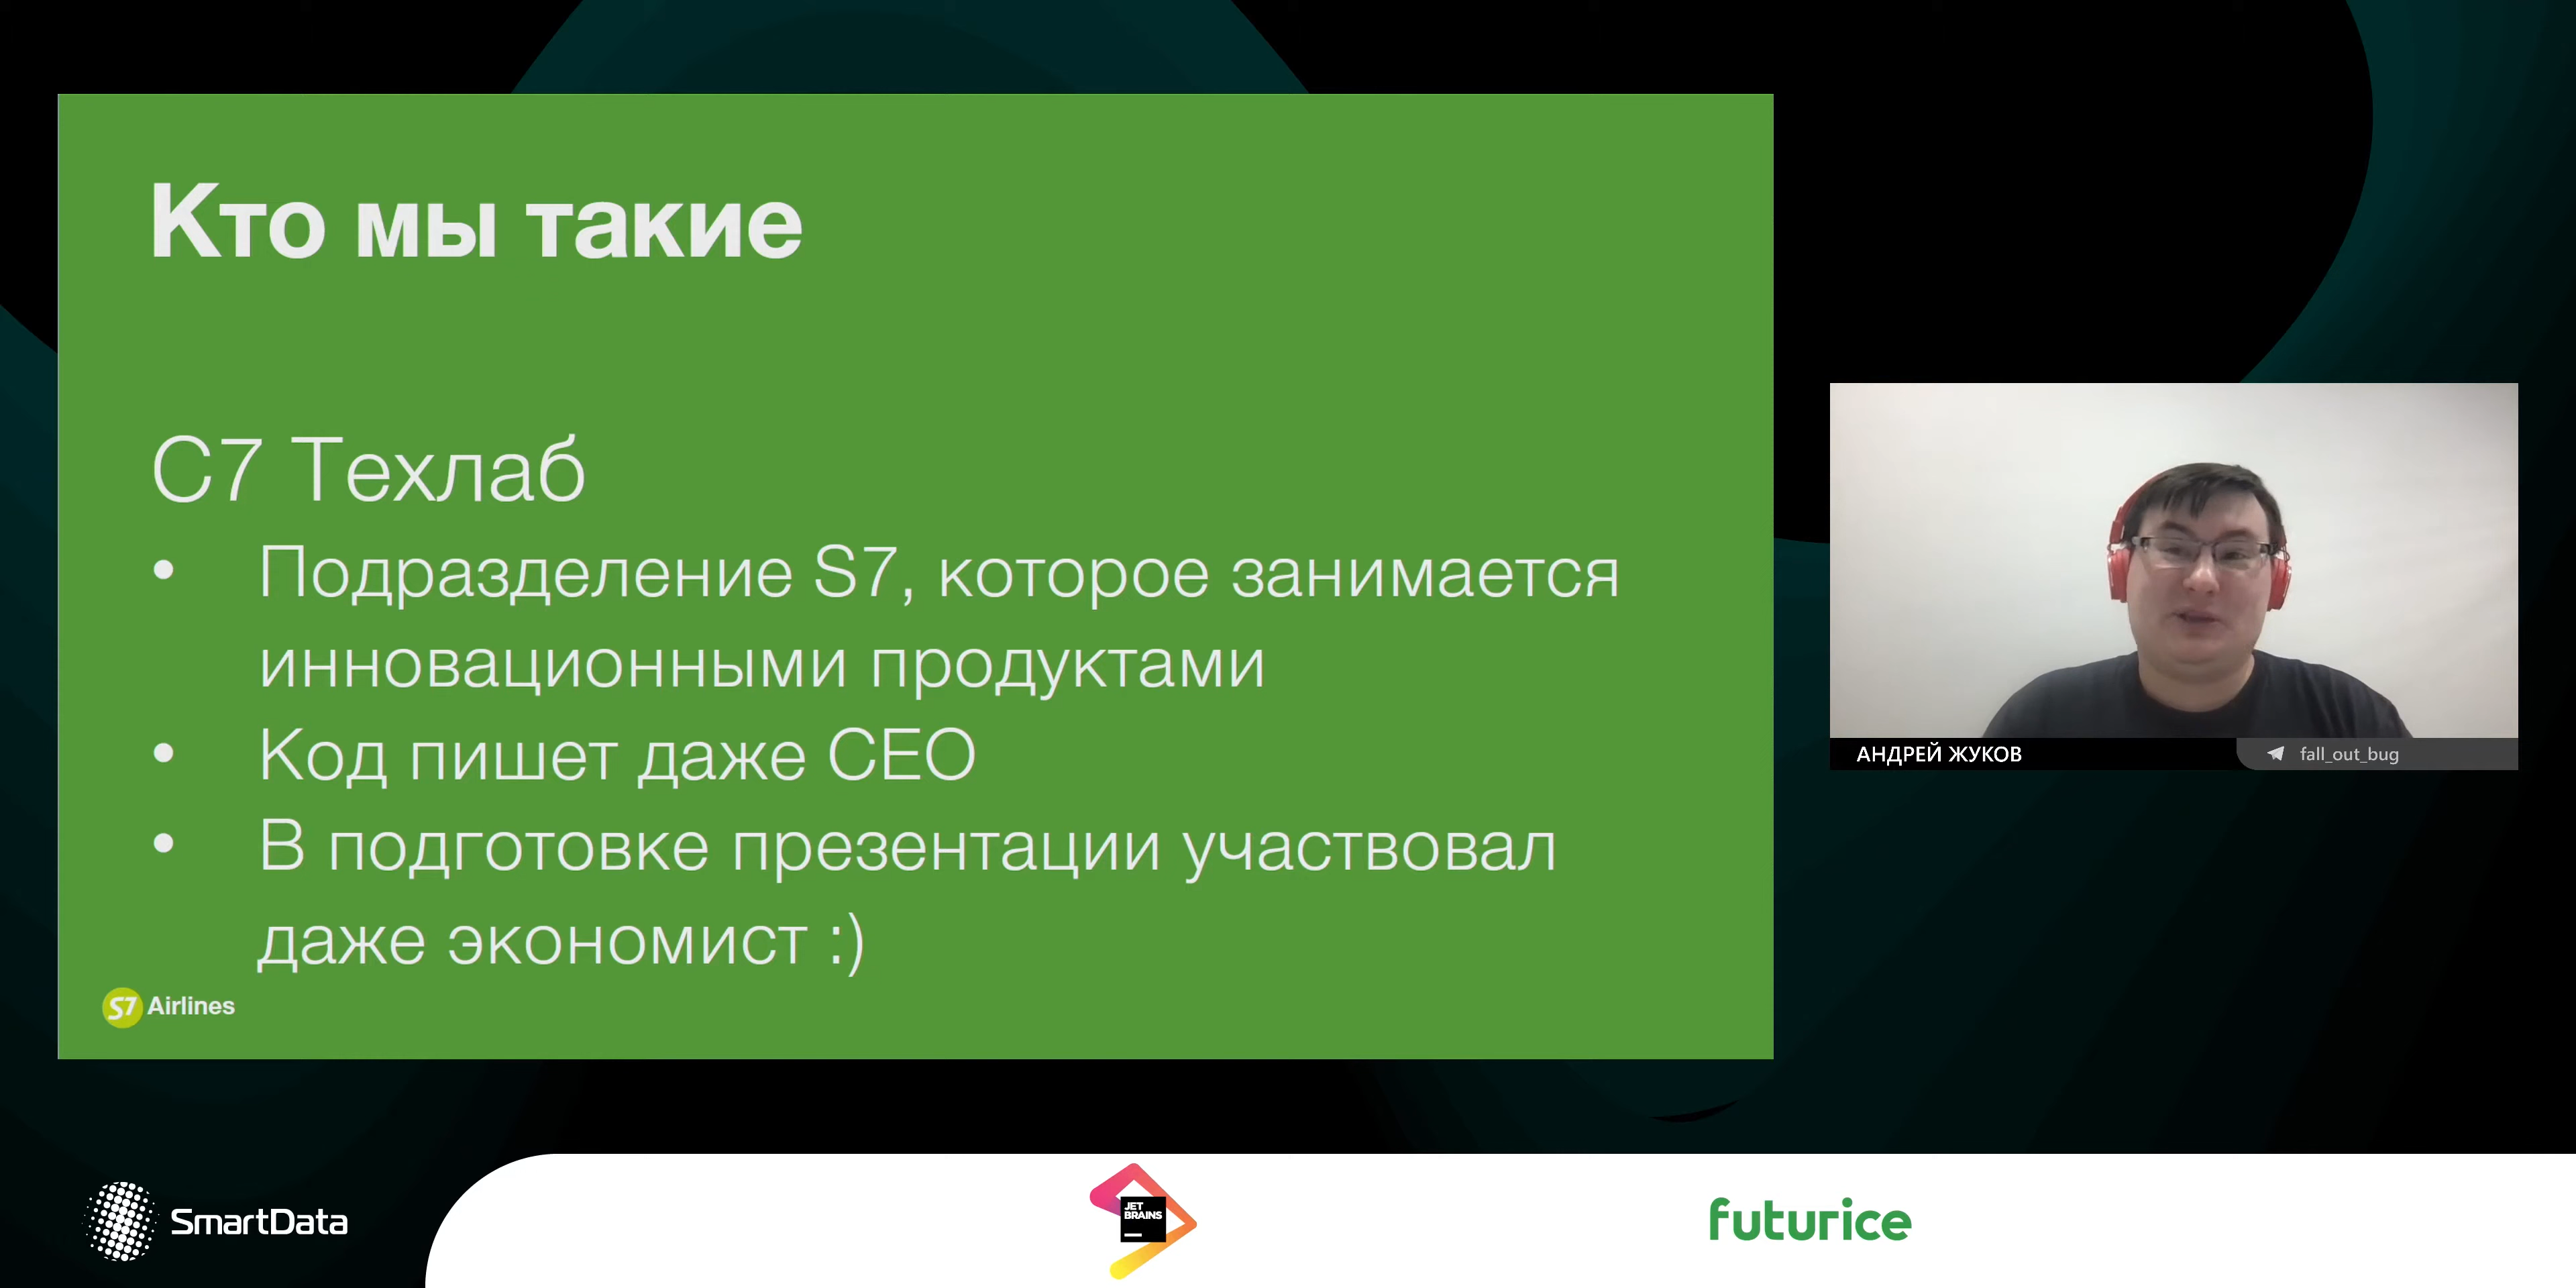 Кто мы такие
С7 Техлаб
• Подразделение S7, которое занимается
инновационными продуктами
• Код пишет даже CEO
• В подготовке презентации участвовал
даже экономист :)
S7 Airlines
АНДРЕЙ ЖУКОВ
fall_out_bug
SmartData
JET
BRAINS
futurice